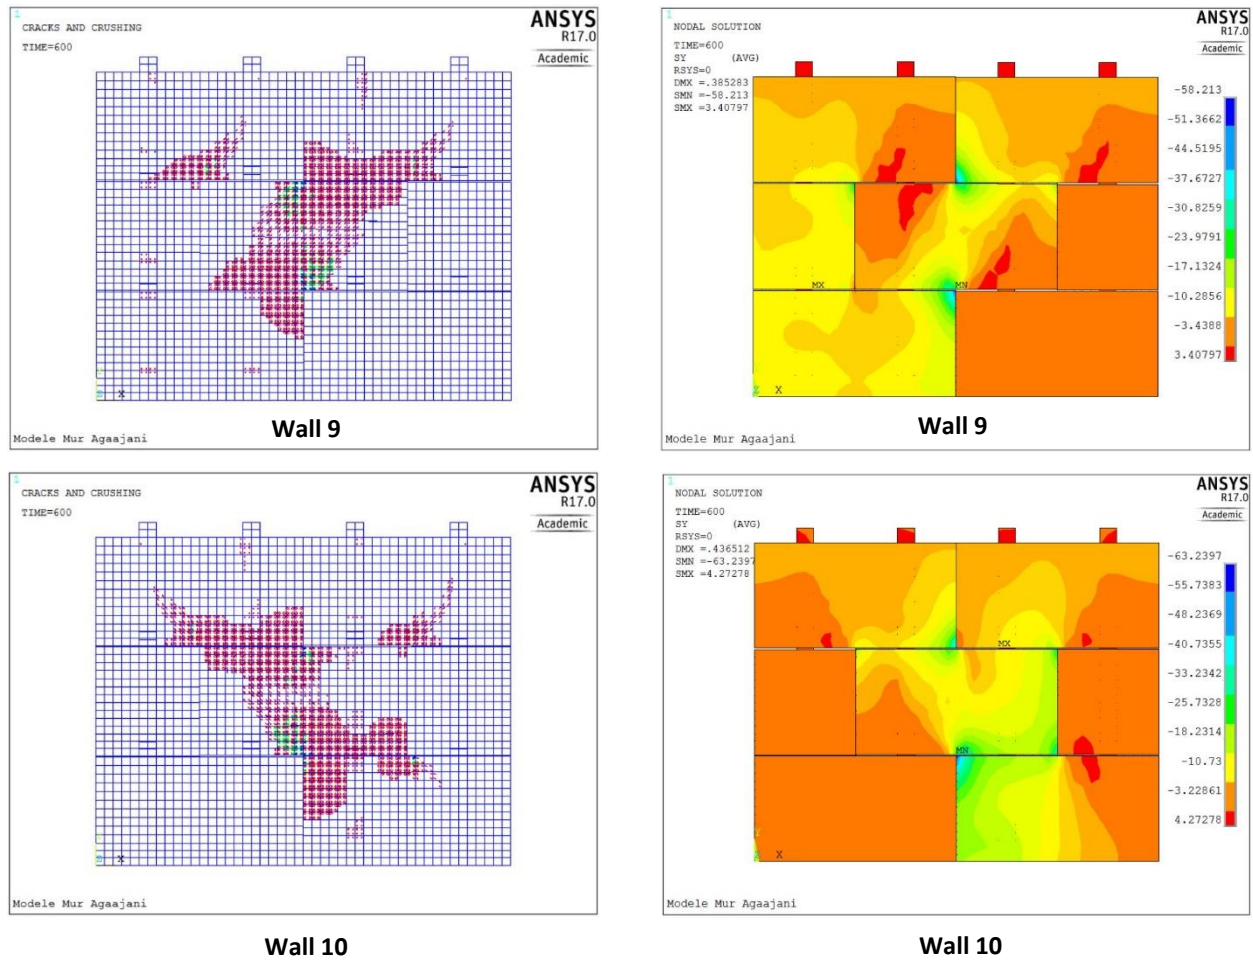 1
CRACKS AND CRUSHING
TIME=600
ANSYS
R17.0
Academic
X
Wall 9
Modele Mur Agaajani
1
NODAL SOLUTION
TIME=600
SY (AVG)
RSYS=0
DMX =.385283
SMN =-58.213
SMX =3.40797
ANSYS
R17.0
Academic
-58.213
-51.3662
-44.5195
-37.6727
-30.8259
-23.9791
-17.1324
-10.2856
-3.4388
3.40797
MX
MN
Z X
Wall 9
Modele Mur Agaajani
1
CRACKS AND CRUSHING
TIME=600
ANSYS
R17.0
Academic
X
Modele Mur Agaajani
Wall 10
1
NODAL SOLUTION
TIME=600
SY (AVG)
RSYS=0
DMX =.436512
SMN =-63.2397
SMX =4.27278
ANSYS
R17.0
Academic
-63.2397
-55.7383
-48.2369
-40.7355
-33.2342
-25.7328
-18.2314
-10.73
-3.22861
4.27278
MX
MN
Y
X
Modele Mur Agaajani
Wall 10